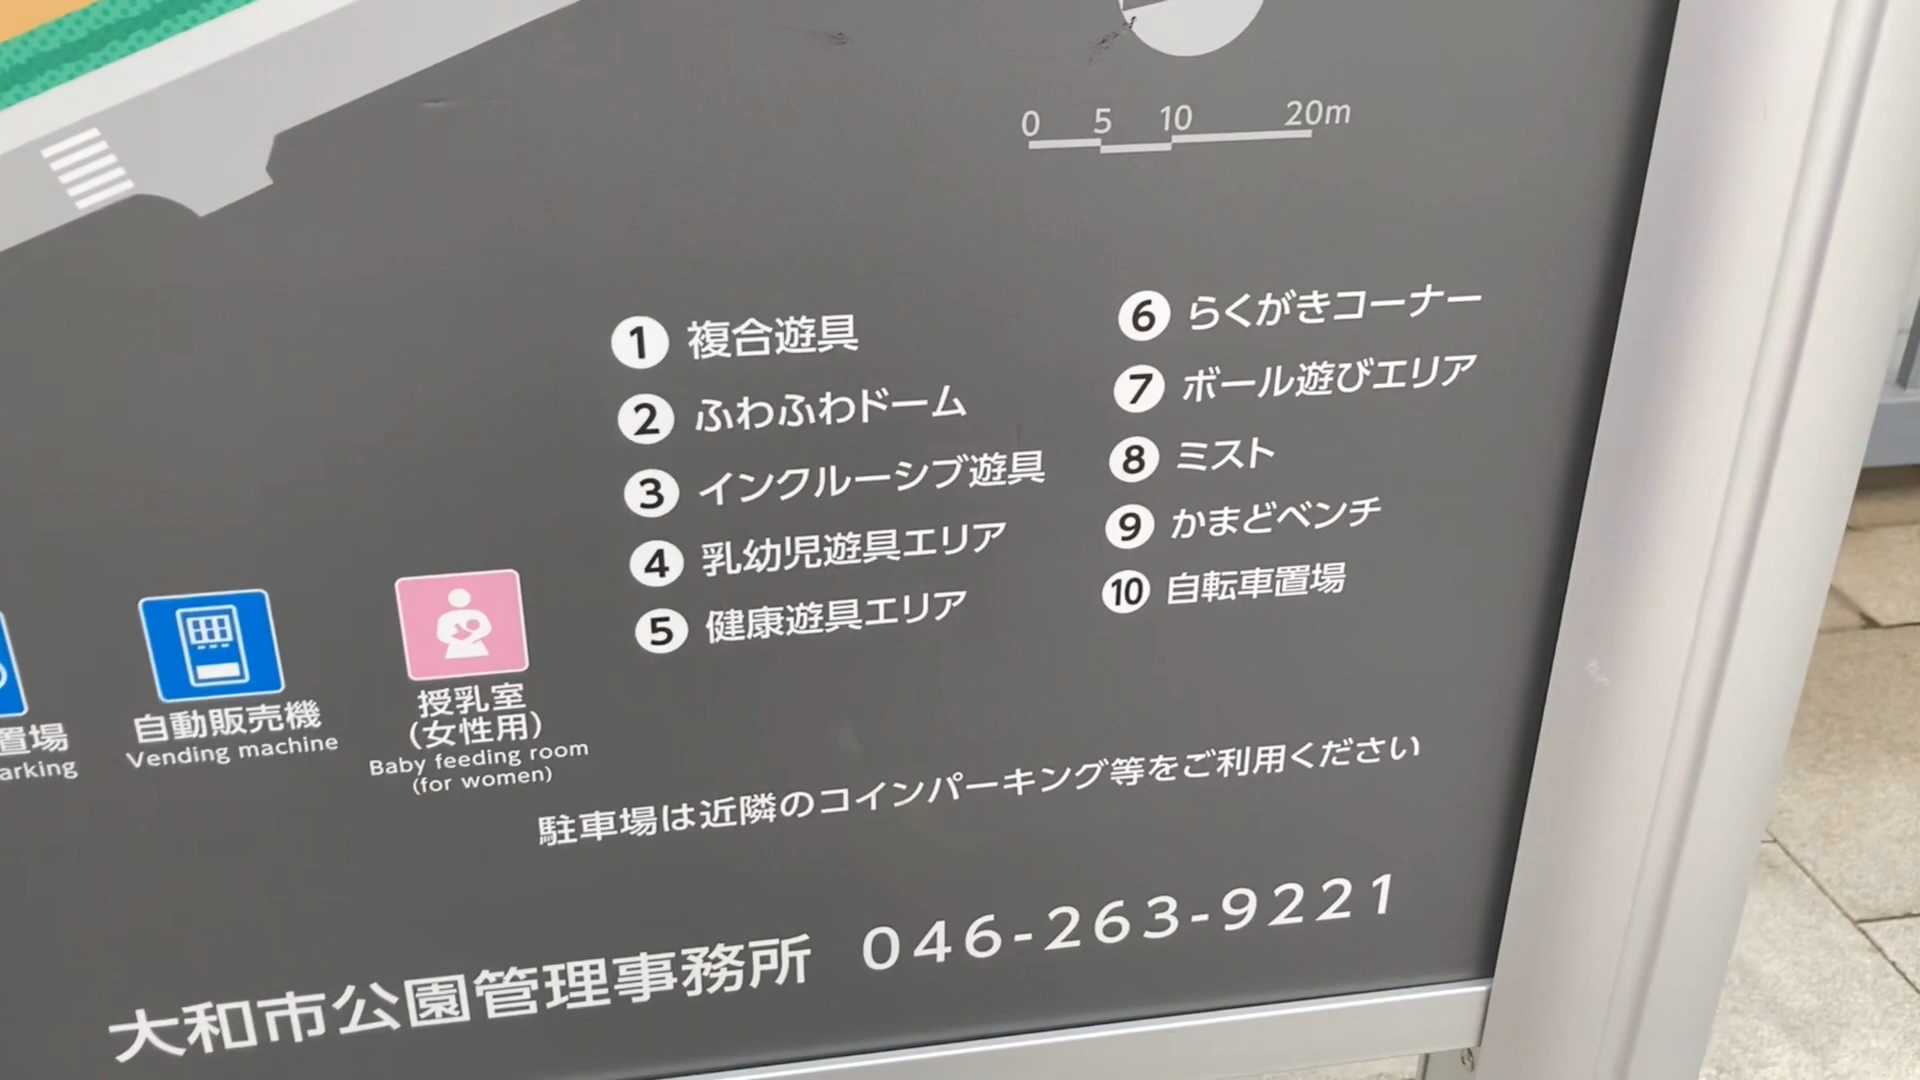 0 5 10 20m
1 複合遊具
2 ふわふわドーム
3 インクルーシブ遊具
4 乳幼児遊具エリア
5 健康遊具エリア
6 らくがきコーナー
7 ボール遊びエリア
8 ミスト
9 かまどベンチ
10 自転車置場
置場
arking
自動販売機
Vending machine
授乳室
(女性用)
Baby feeding room
(for women)
駐車場は近隣のコインパーキング等をご利用ください
大和市公園管理事務所 046-263-9221